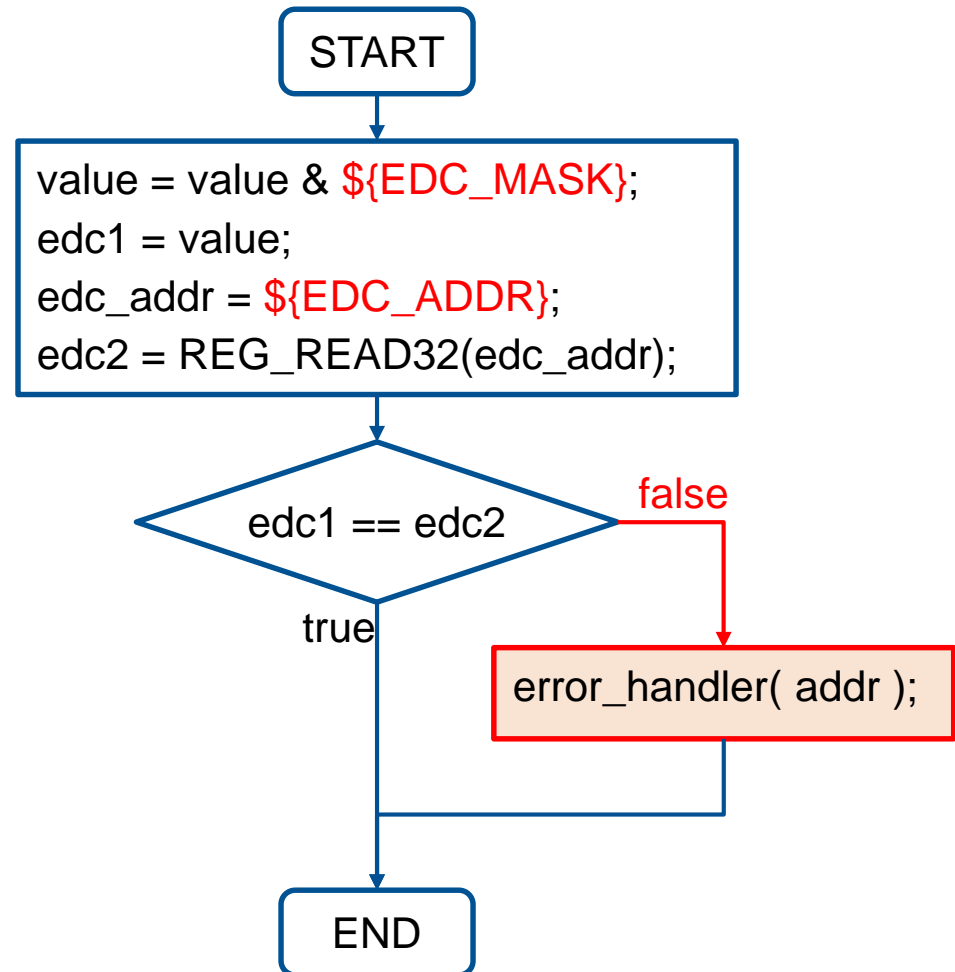 START
value = value & ${EDC_MASK};
edc1 = value;
edc_addr = ${EDC_ADDR};
edc2 = REG_READ32(edc_addr);
edc1 == edc2
false
true
error_handler( addr );
END